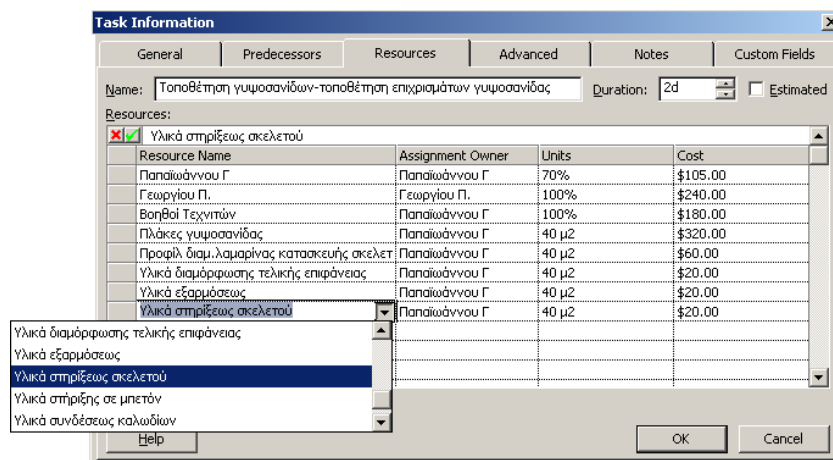 Task Information
General Predecessors Resources Advanced Notes Custom Fields
Name: Τοποθέτηση γυψοσανίδων-τοποθέτηση επιχρισμάτων γυψοσανίδας Duration: 2d Estimated
Resources:
Υλικά στηρίξεως σκελετού
Resource Name Assignment Owner Units Cost
Παπαϊωάννου Γ Παπαϊωάννου Γ 70% $105.00
Γεωργίου Π. Γεωργίου Π. 100% $240.00
Βοηθοί Τεχνιτών Παπαϊωάννου Γ 100% $180.00
Πλάκες γυψοσανίδας Παπαϊωάννου Γ 40 μ2 $320.00
Προφίλ διαμ.λαμαρίνας κατασκευής σκελετ Παπαϊωάννου Γ 40 μ2 $60.00
Υλικά διαμόρφωσης τελικής επιφάνειας Παπαϊωάννου Γ 40 μ2 $20.00
Υλικά εξαρμόσεως Παπαϊωάννου Γ 40 μ2 $20.00
Υλικά στηρίξεως σκελετού Παπαϊωάννου Γ 40 μ2 $20.00
Υλικά διαμόρφωσης τελικής επιφάνειας
Υλικά εξαρμόσεως
Υλικά στηρίξεως σκελετού
Υλικά στήριξης σε μπετόν
Υλικά συνδέσεως καλωδίων
Help OK Cancel